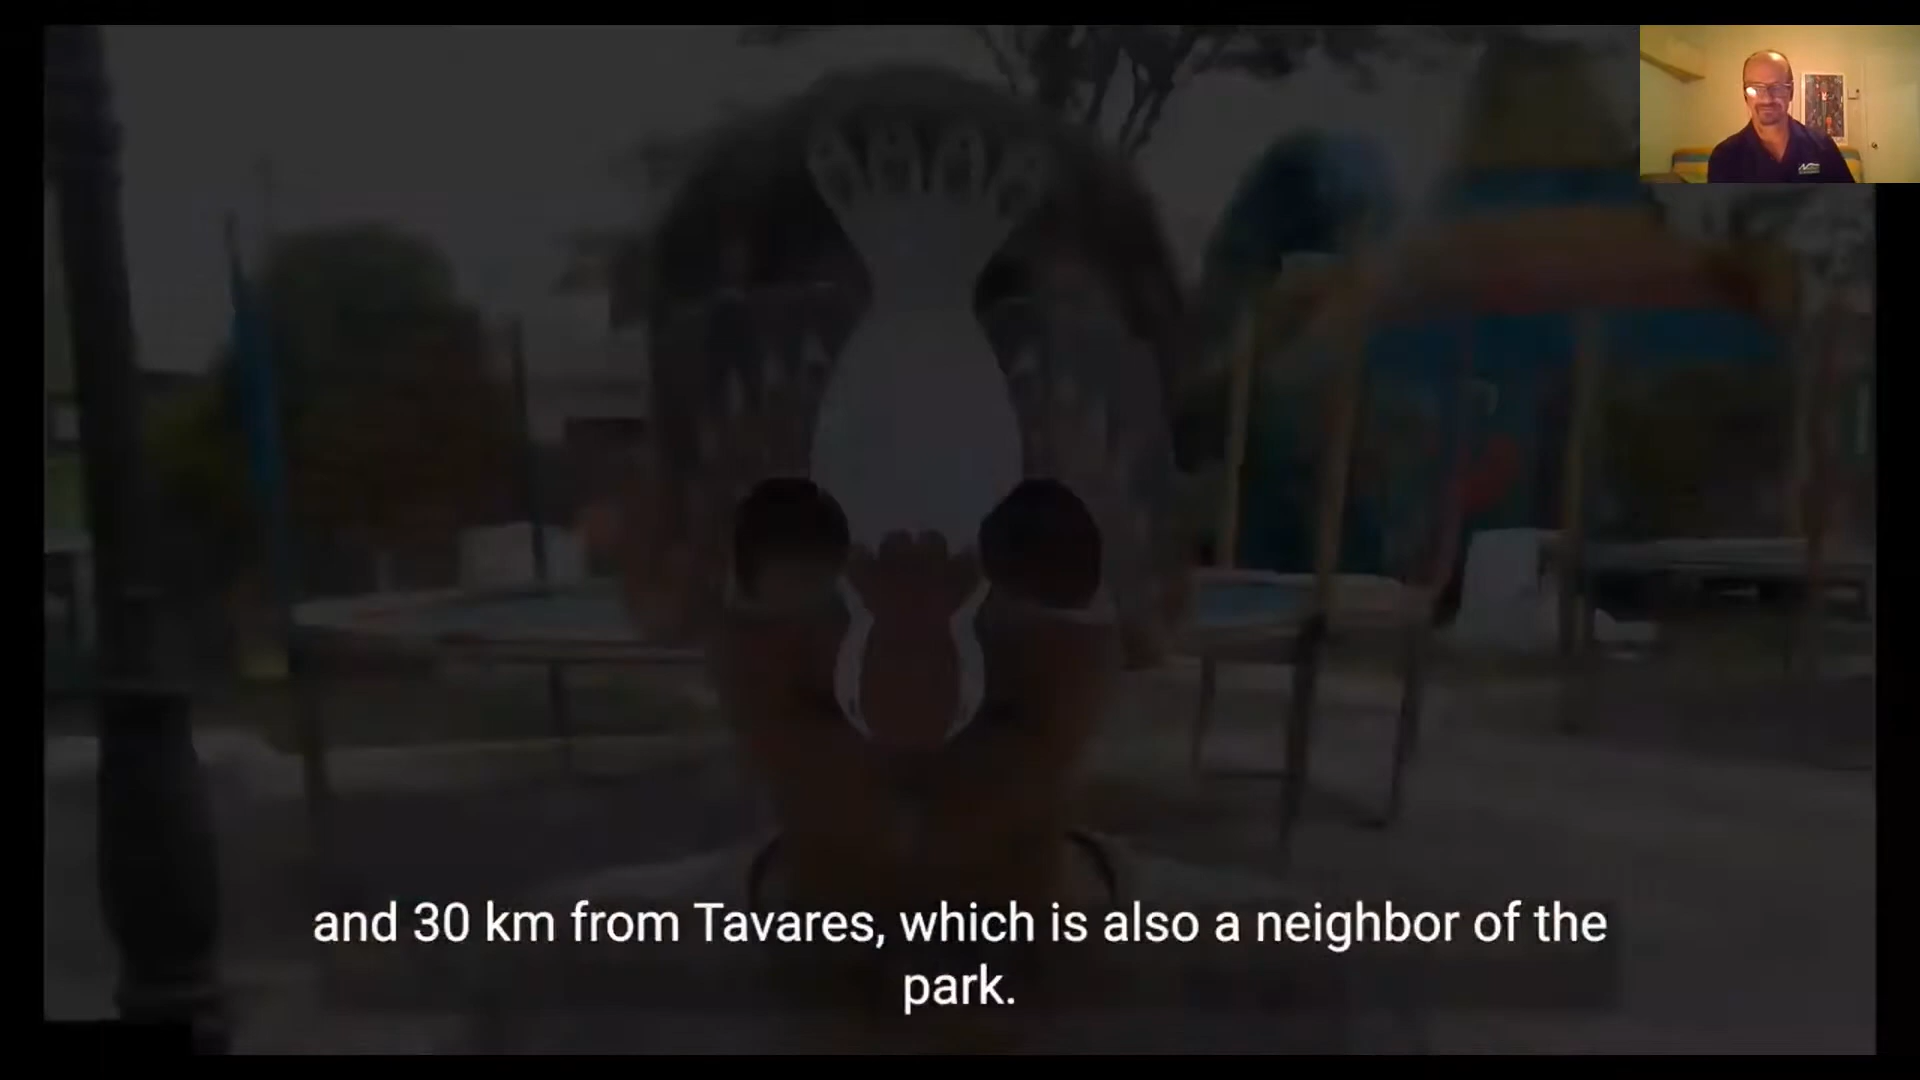 and 30 km from Tavares, which is also a neighbor of the
park.